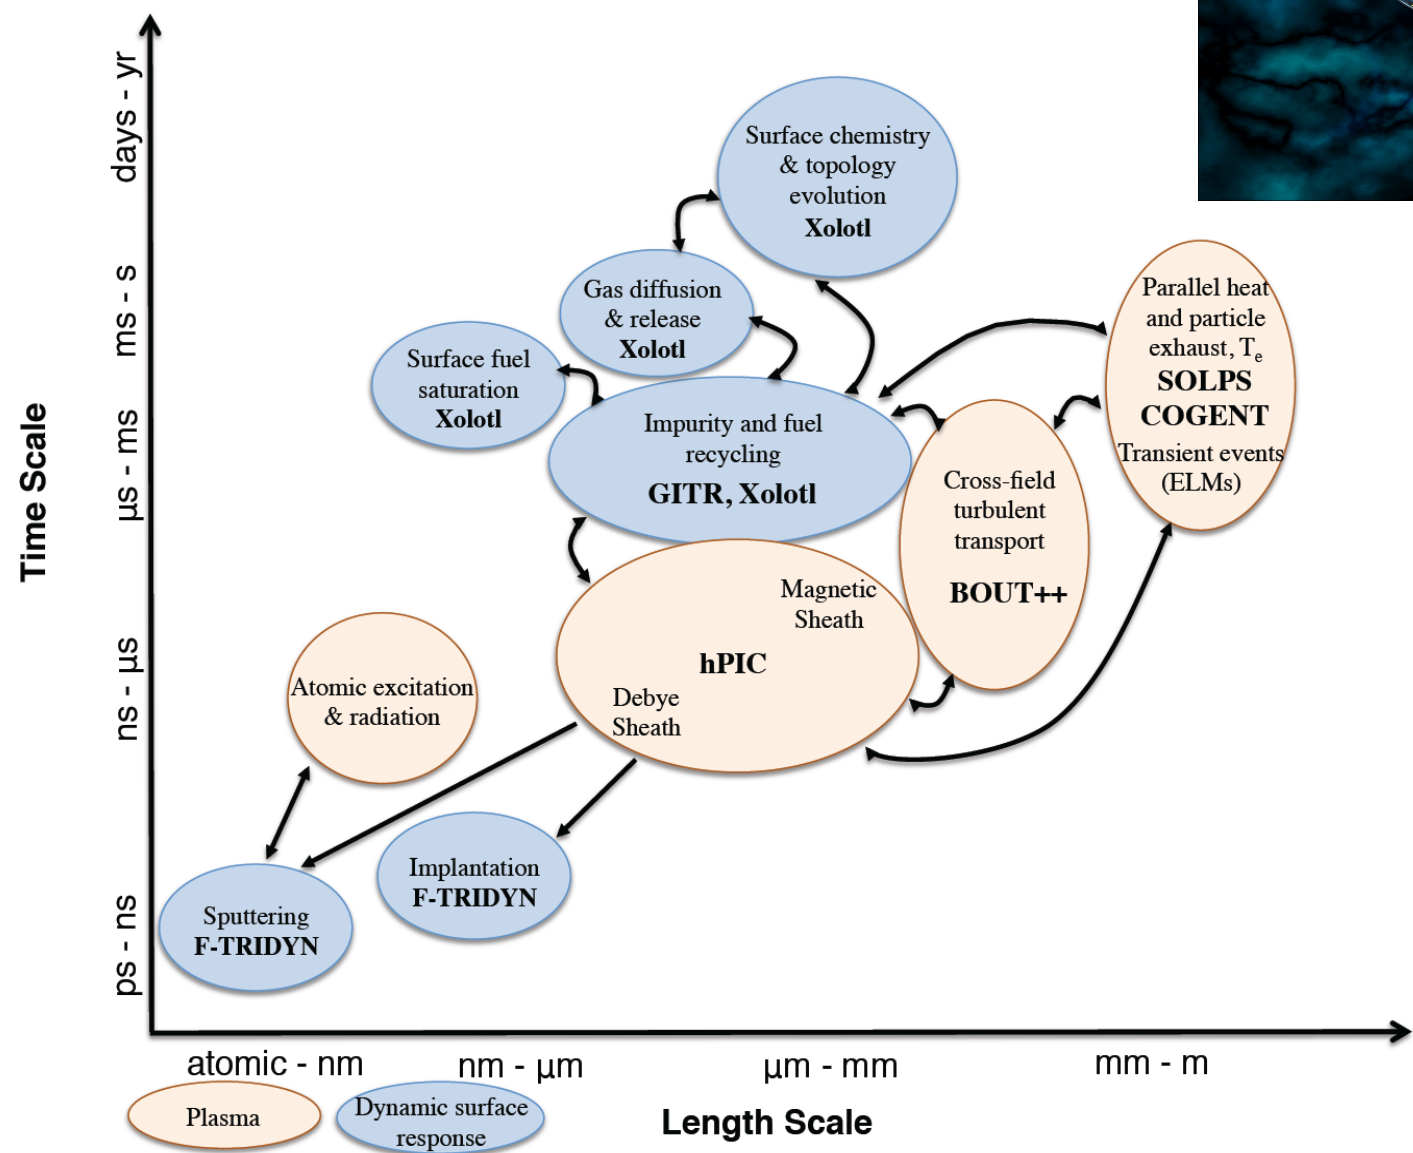 days - yr
ms - s
µs - ms
ns - µs
ps - ns
Time Scale
Surface chemistry
& topology
evolution
Xolotl
Gas diffusion
& release
Xolotl
Surface fuel
saturation
Xolotl
Impurity and fuel
recycling
GITR, Xolotl
Parallel heat
and particle
exhaust, Te
SOLPS
COGENT
Transient events
(ELMs)
Cross-field
turbulent
transport
BOUT++
Magnetic
Sheath
hPIC
Debye
Sheath
Atomic excitation
& radiation
Implantation
F-TRIDYN
Sputtering
F-TRIDYN
atomic - nm
nm - µm
µm - mm
mm - m
Length Scale
Plasma
Dynamic surface
response